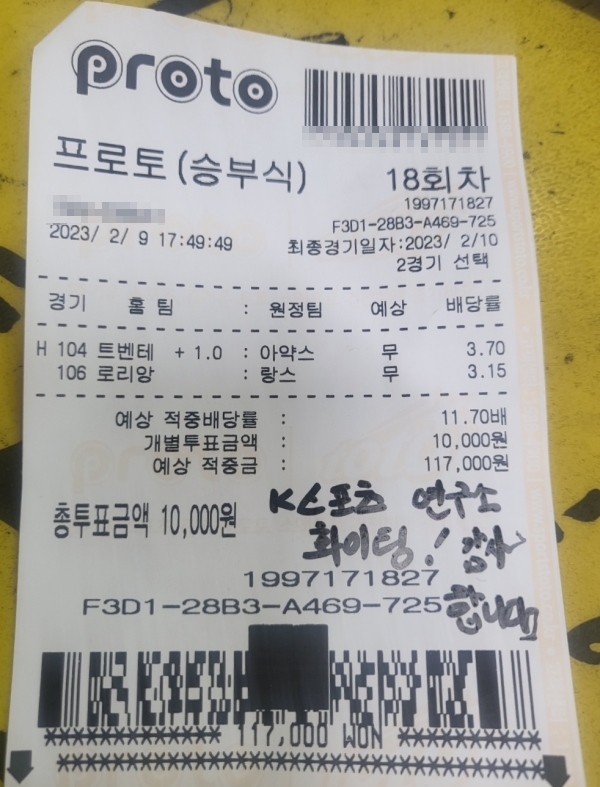 proto
프로토(승부식)
18회차
1997171827
F3D1-28B3-A469-725
2023/ 2/ 9 17:49:49
최종경기일자:2023/ 2/10
2경기 선택
경기 홈 팀 : 원정팀 예상 배당률
H 104 트벤테 + 1.0 : 아약스 무 3.70
106 로리앙 : 랑스 무 3.15
예상 적중배당률 : 11.70배
개별투표금액 : 10,000원
예상 적중금 : 117,000원
총투표금액 10,000원
K스포츠 연구소
화이팅! 감사
합니다
1997171827
F3D1-28B3-A469-725
*************** 117,000 WON ************